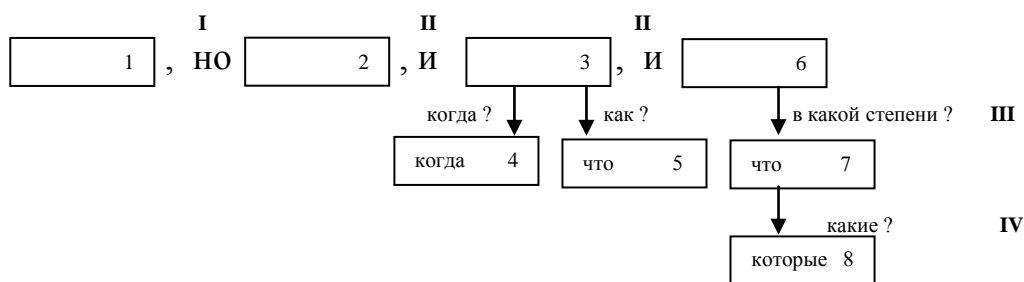 I II II
1 , НО 2 , И 3 , И 6
когда ? как ? в какой степени ? III
когда 4 что 5 что 7
какие ? IV
которые 8